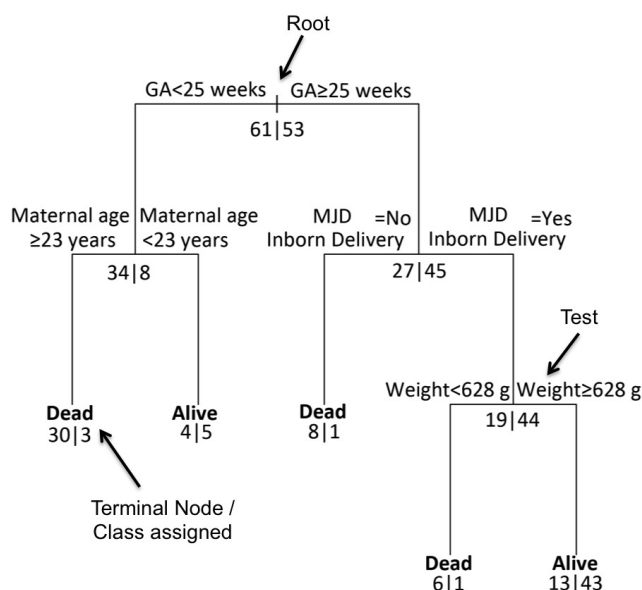 Root
GA<25 weeks GA≥25 weeks
61|53
Maternal age Maternal age
≥23 years <23 years
34|8
MJD =No MJD =Yes
Inborn Delivery Inborn Delivery
27|45
Test
Weight<628 g Weight≥628 g
19|44
Dead Alive Dead
30|3 4|5 8|1
Terminal Node /
Class assigned
Dead Alive
6|1 13|43